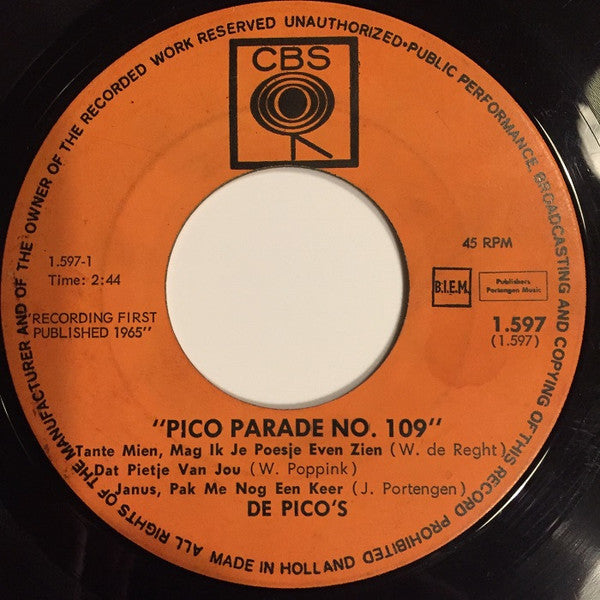 ALL RIGHTS OF THE MANUFACTURER AND OF THE OWNER OF THE RECORDED WORK RESERVED UNAUTHORIZED•PUBLIC PERFORMANCE, BROADCASTING AND COPYING OF THIS RECORD PROHIBITED
CBS
45 RPM
1.597-1
Time: 2:44
B.I.E.M.
Publishers
Portengen Music
"RECORDING FIRST
PUBLISHED 1965"
1.597
(1.597)
"PICO PARADE NO. 109"
Tante Mien, Mag Ik Je Poesje Even Zien (W. de Reght)
Dat Pietje Van Jou (W. Poppink)
Janus, Pak Me Nog Een Keer (J. Portengen)
DE PICO'S
MADE IN HOLLAND